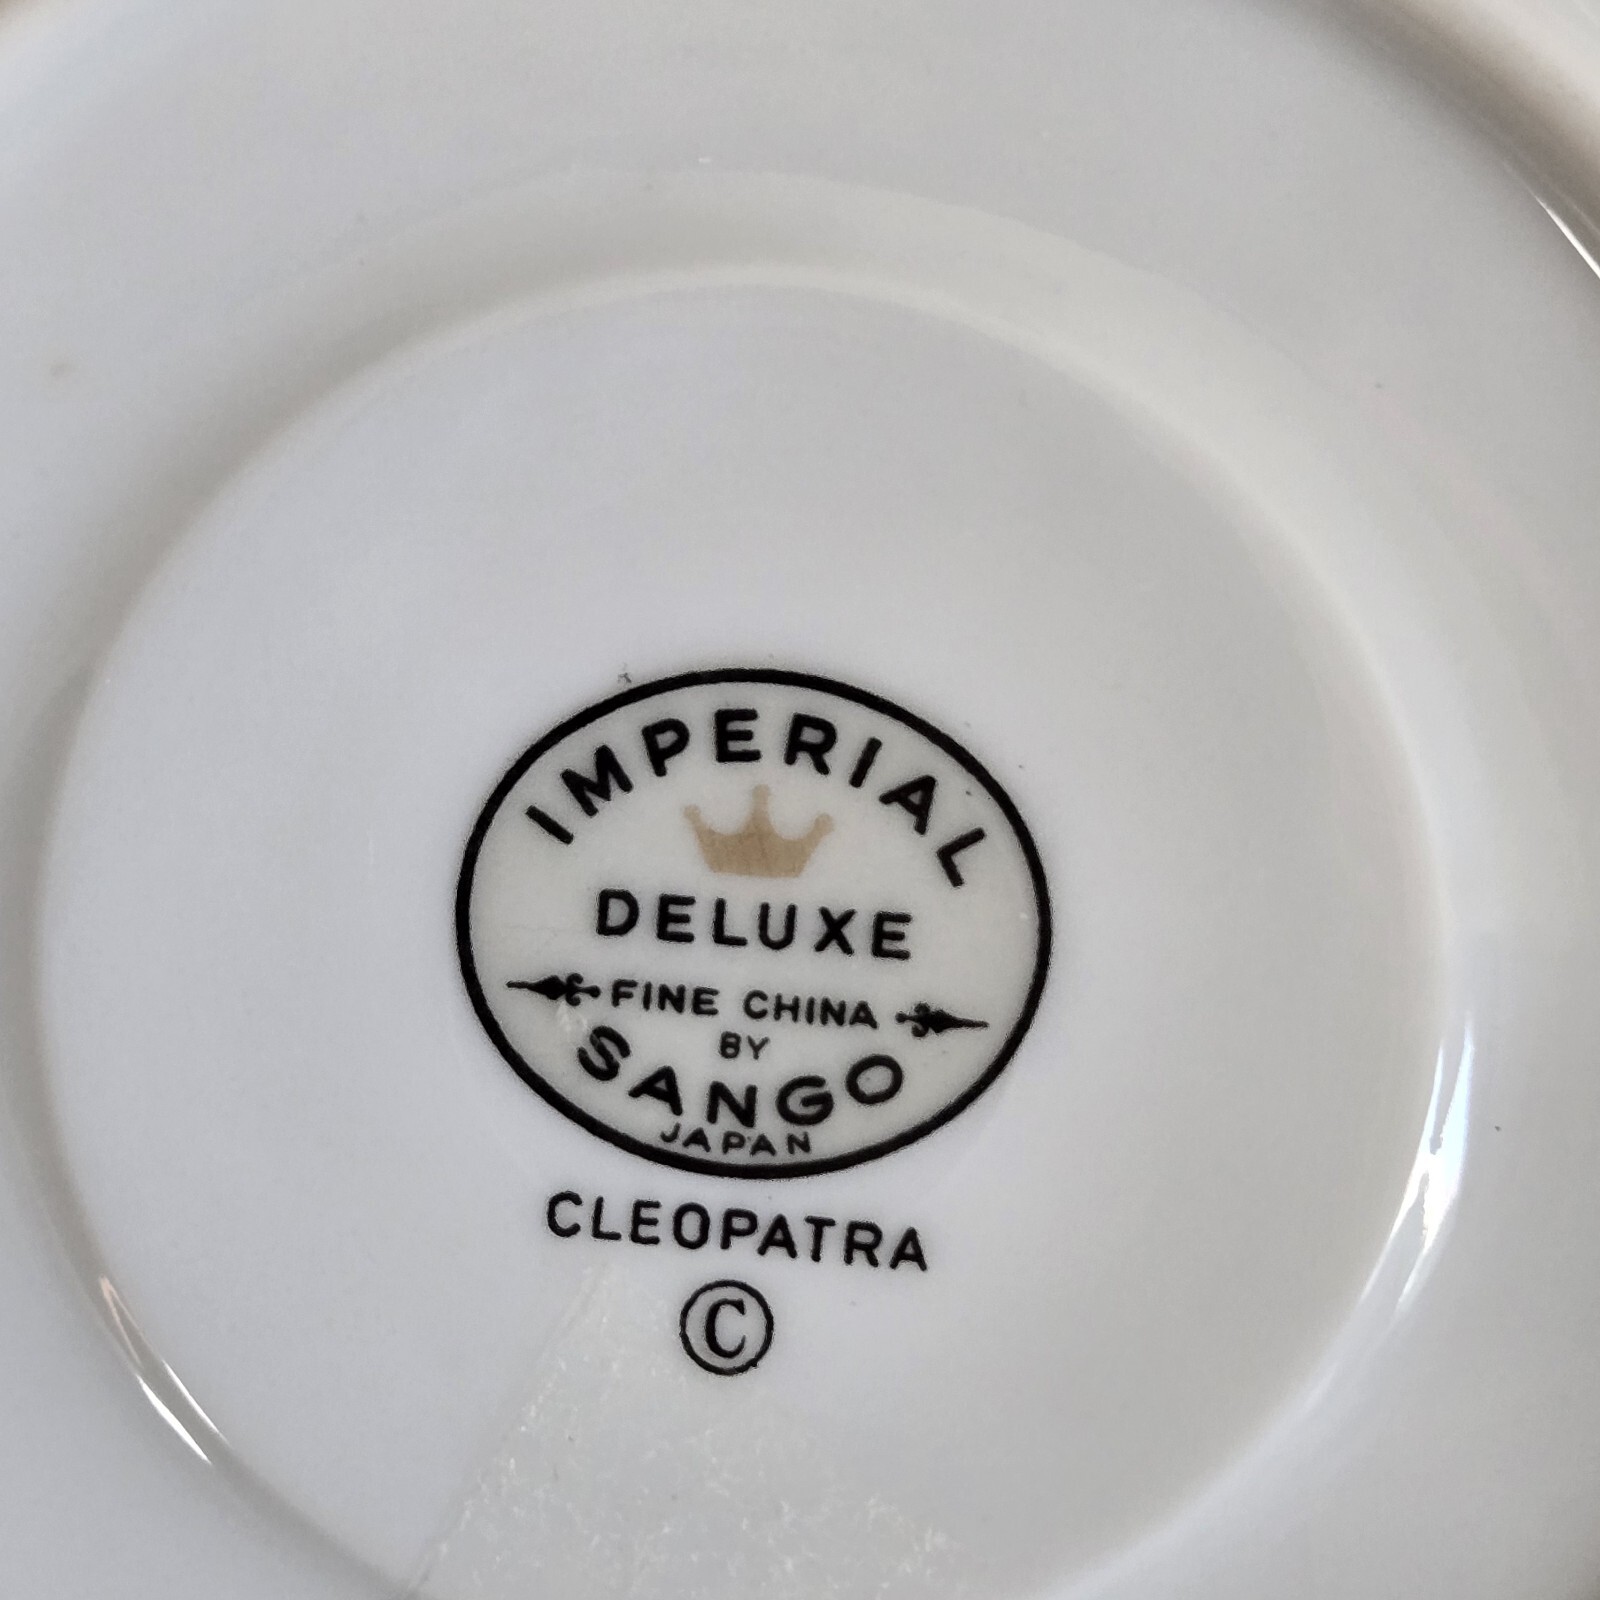 IMPERIAL
DELUXE
FINE CHINA
BY
SANGO
JAPAN
CLEOPATRA
©